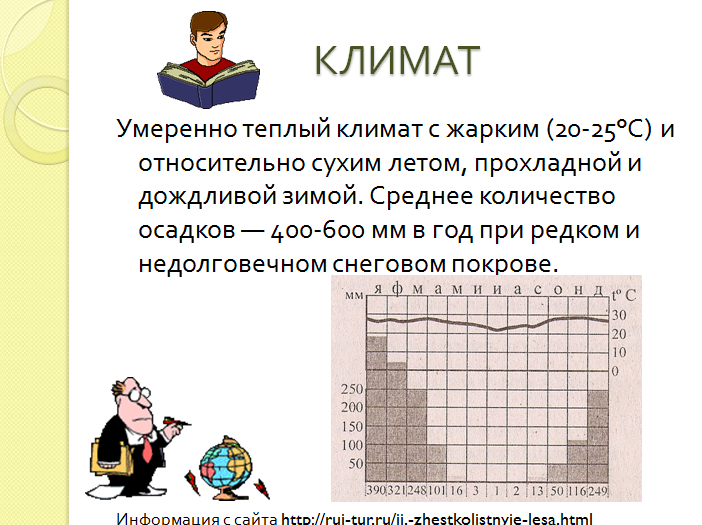 КЛИМАТ
Умеренно теплый климат с жарким (20-25°С) и
относительно сухим летом, прохладной и
дождливой зимой. Среднее количество
осадков — 400-600 мм в год при редком и
недолговечном снеговом покрове.
мм я ф м а м и и а с о н д t° C
30
20
10
0
250
200
150
100
50
390 321 248 101 16 3 1 2 13 50 116 249
Информация с сайта http://rui-tur.ru/ii.-zhestkolistnyie-lesa.html